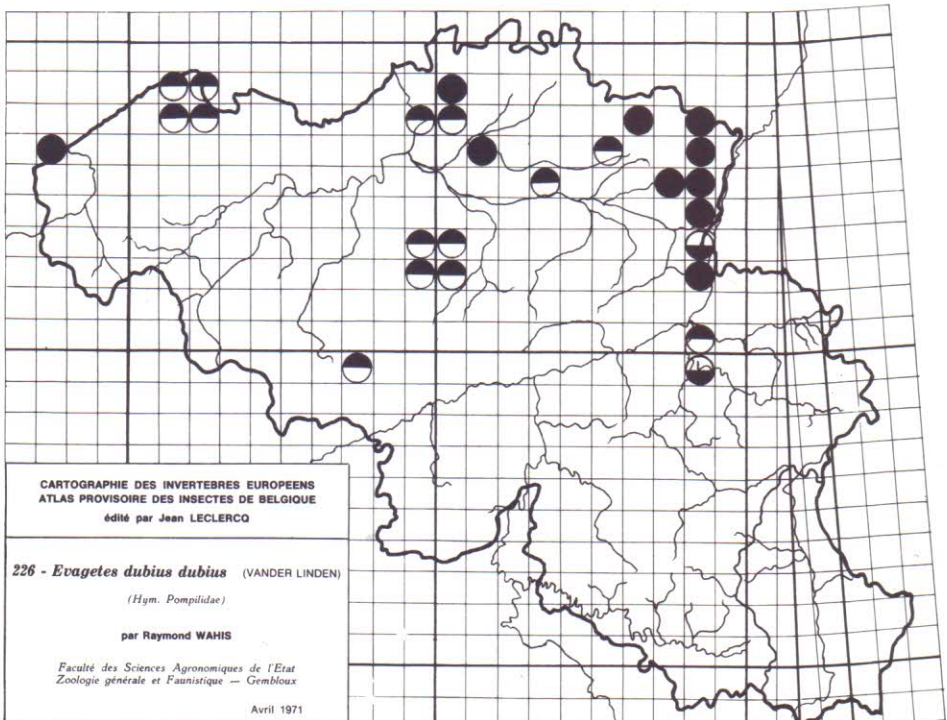 CARTOGRAPHIE DES INVERTEBRES EUROPEENS
ATLAS PROVISOIRE DES INSECTES DE BELGIQUE
édité par Jean LECLERCQ
226 - Evagetes dubius dubius (VANDER LINDEN)
(Hym. Pompilidae)
par Raymond WAHIS
Faculté des Sciences Agronomiques de l'Etat
Zoologie générale et Faunistique — Gembloux
Avril 1971